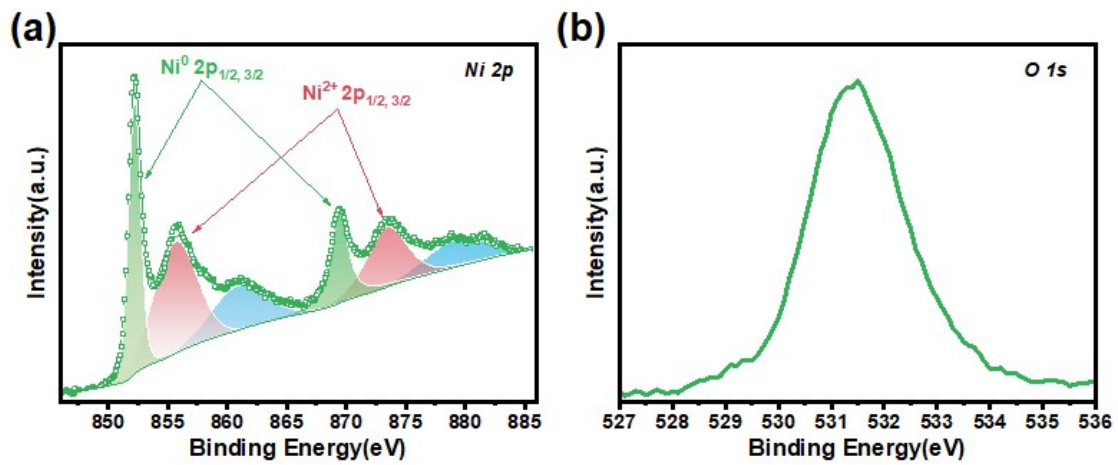 (a)
Ni⁰ 2p1/2, 3/2
Ni 2p
Ni²⁺ 2p1/2, 3/2
Intensity(a.u.)
850 855 860 865 870 875 880 885
Binding Energy(eV)
(b)
O 1s
Intensity(a.u.)
527 528 529 530 531 532 533 534 535 536
Binding Energy(eV)